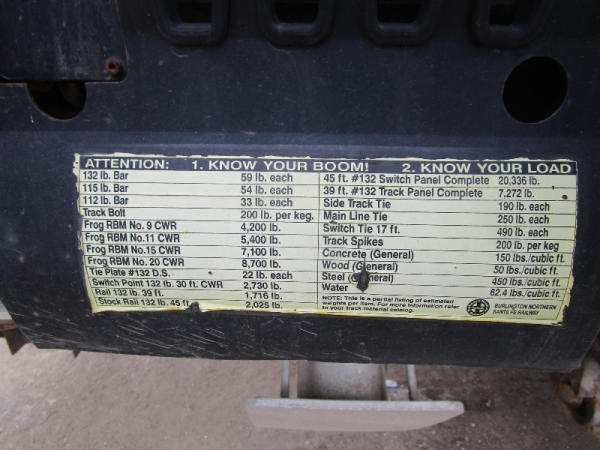 ATTENTION: 1. KNOW YOUR BOOM! 2. KNOW YOUR LOAD
132 lb. Bar 59 lb. each
115 lb. Bar 54 lb. each
112 lb. Bar 33 lb. each
Track Bolt 200 lb. per keg.
Frog RBM No. 9 CWR 4,200 lb.
Frog RBM No. 11 CWR 5,400 lb.
Frog RBM No. 15 CWR 7,100 lb.
Frog RBM No. 20 CWR 8,700 lb.
Tie Plate #132 D.S. 22 lb. each
Switch Point 132 lb. 30 ft. CWR 2,730 lb.
Rail 132 lb. 39 ft. 1,716 lb.
Stock Rail 132 lb. 45 ft. 2,025 lb.
45 ft. #132 Switch Panel Complete 20,336 lb.
39 ft. #132 Track Panel Complete 7,272 lb.
Side Track Tie 190 lb. each
Main Line Tie 250 lb. each
Switch Tie 17 ft. 490 lb. each
Track Spikes 200 lb. per keg
Concrete (General) 150 lbs./cubic ft.
Wood (General) 50 lbs./cubic ft.
Steel (General) 450 lbs./cubic ft.
Water 62.4 lbs./cubic ft.
NOTE: This is a partial listing of estimated
weights per item. For more information refer
to your track material catalog.
BURLINGTON NORTHERN
SANTA FE RAILWAY